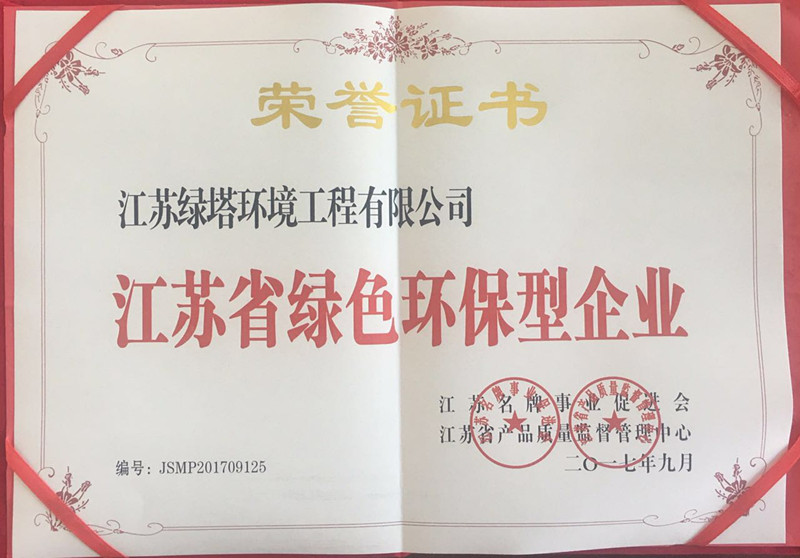 荣誉证书
江苏绿塔环境工程有限公司
江苏省绿色环保型企业
江苏名牌事业促进会
江苏省产品质量监督管理中心
编号：JSMP201709125
二〇一七年九月